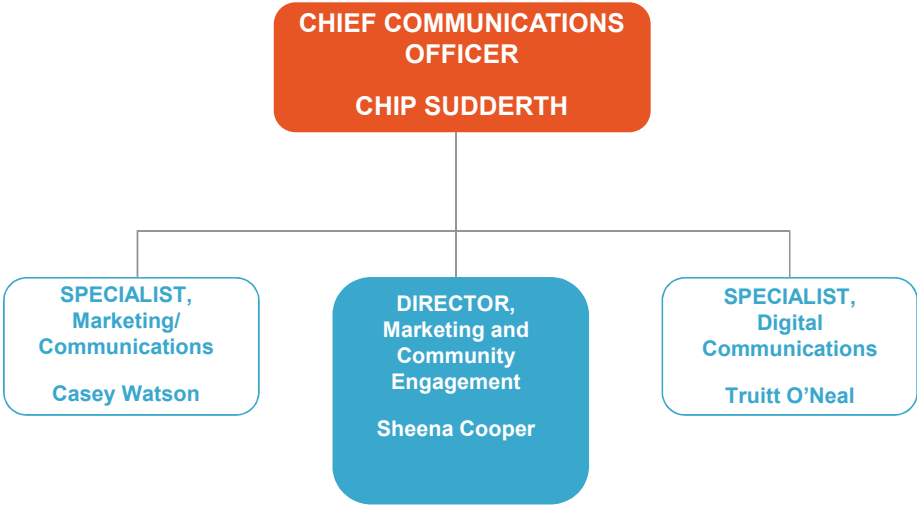 CHIEF COMMUNICATIONS
OFFICER
CHIP SUDDERTH
SPECIALIST,
Marketing/
Communications
Casey Watson
DIRECTOR,
Marketing and
Community
Engagement
Sheena Cooper
SPECIALIST,
Digital
Communications
Truitt O’Neal